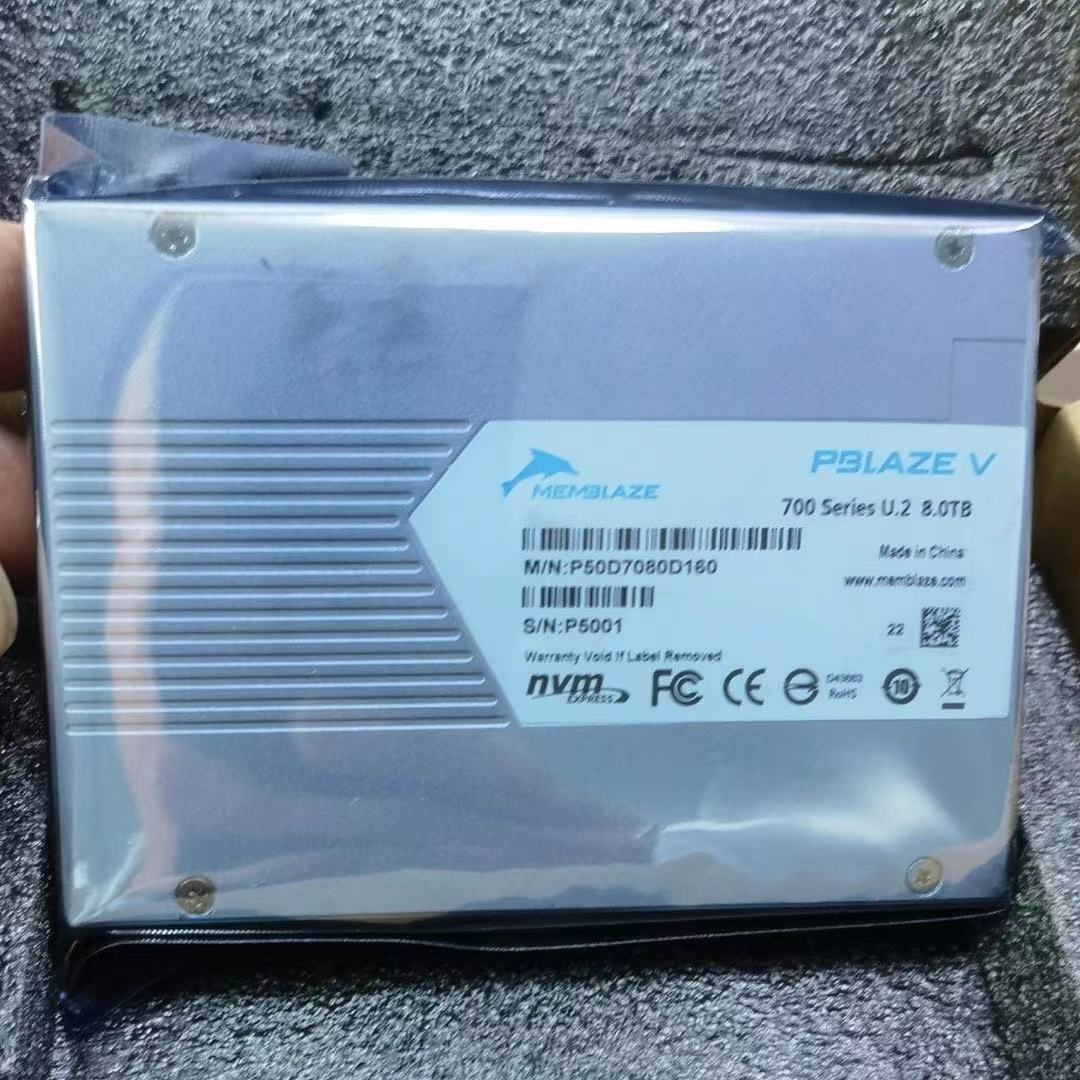 MEMBLAZE
PBLAZE V
700 Series U.2 8.0TB
M/N:P50D7080D160
Made in China
www.memblaze.com
S/N:P5001
22
Warranty Void If Label Removed
nvm
EXPRESS
FC
CE
RoHS
10